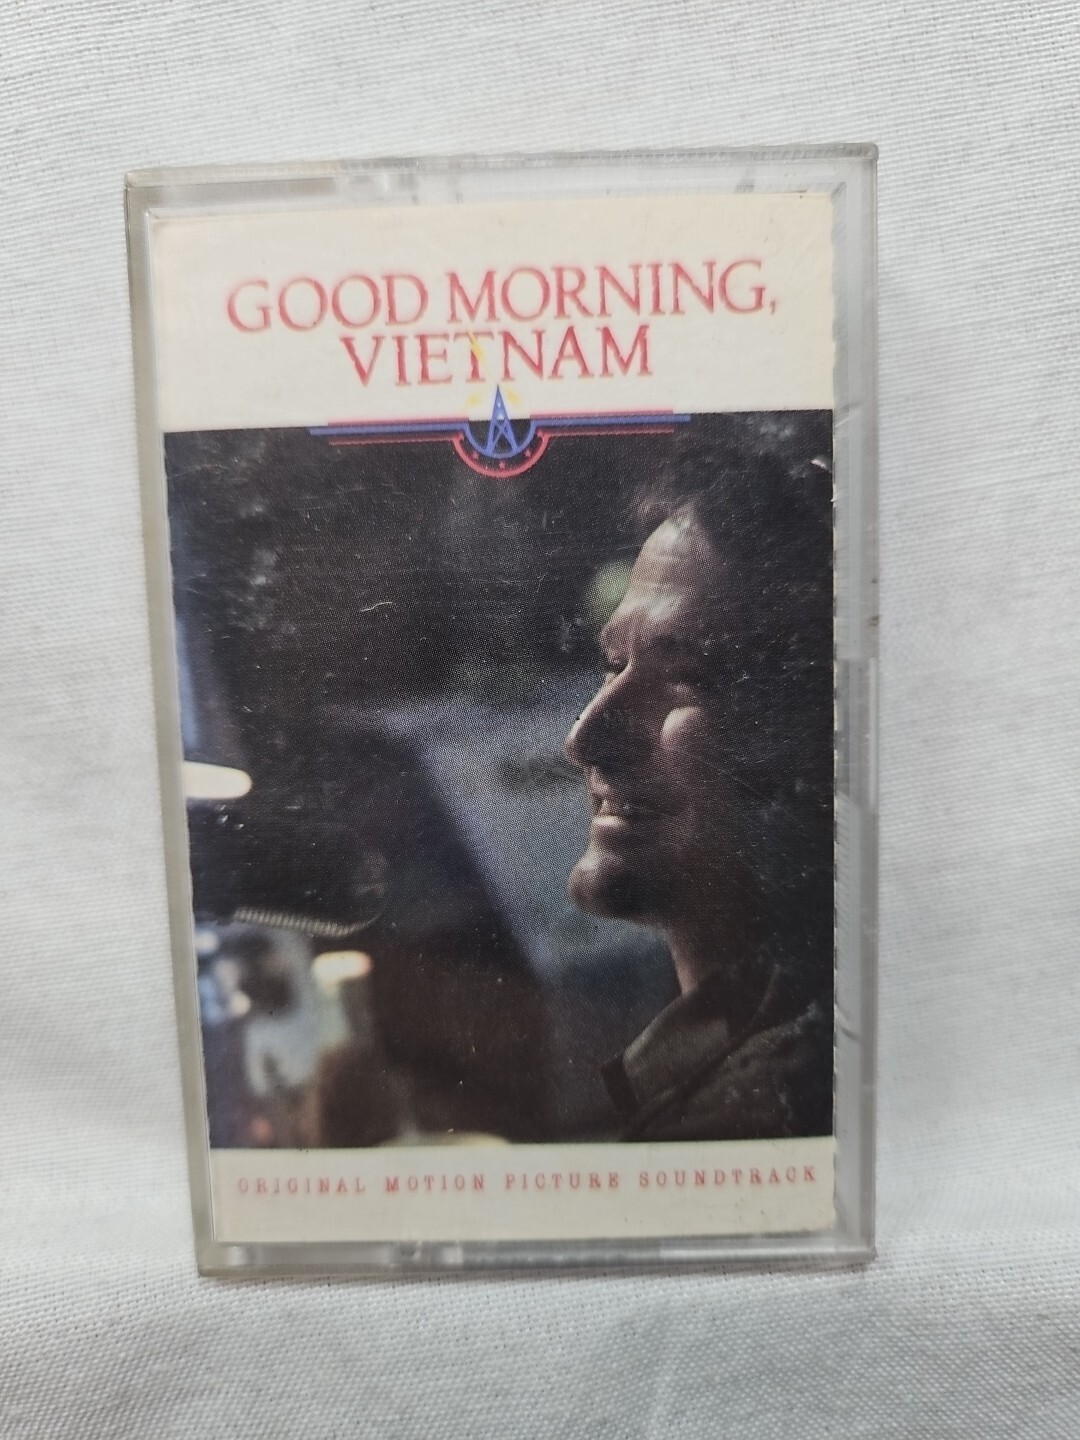 GOOD MORNING,
VIETNAM
ORIGINAL MOTION PICTURE SOUNDTRACK